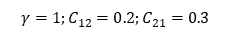 γ = 1; C₁₂ = 0.2; C₂₁ = 0.3